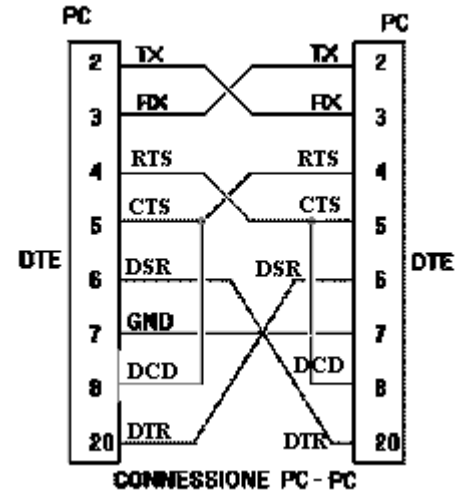 PC PC
2 TX TX 2
3 RX RX 3
4 RTS RTS 4
5 CTS CTS 5
DTE DTE
6 DSR DSR 6
7 GND 7
8 DCD DCD 8
20 DTR DTR 20
CONNESSIONE PC-PC